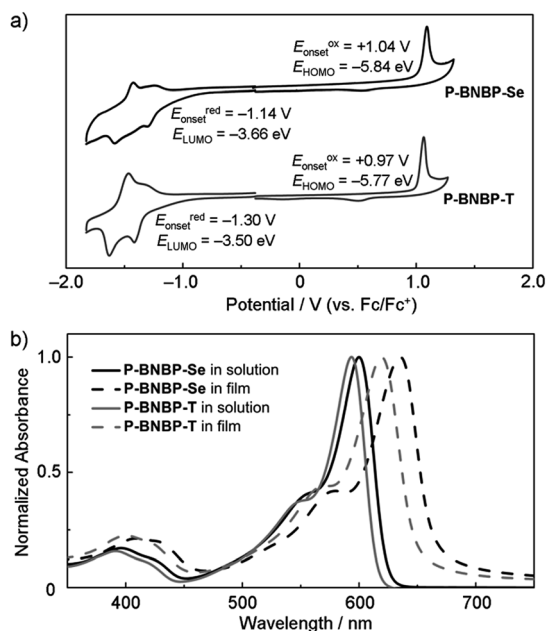 a)
E_onset^ox = +1.04 V
E_HOMO = –5.84 eV
P-BNBP-Se
E_onset^red = –1.14 V
E_LUMO = –3.66 eV
E_onset^ox = +0.97 V
E_HOMO = –5.77 eV
P-BNBP-T
E_onset^red = –1.30 V
E_LUMO = –3.50 eV
–2.0 –1.0 0 1.0 2.0
Potential / V (vs. Fc/Fc⁺)
b)
P-BNBP-Se in solution
P-BNBP-Se in film
P-BNBP-T in solution
P-BNBP-T in film
Normalized Absorbance
1.0
0.5
0
400 500 600 700
Wavelength / nm